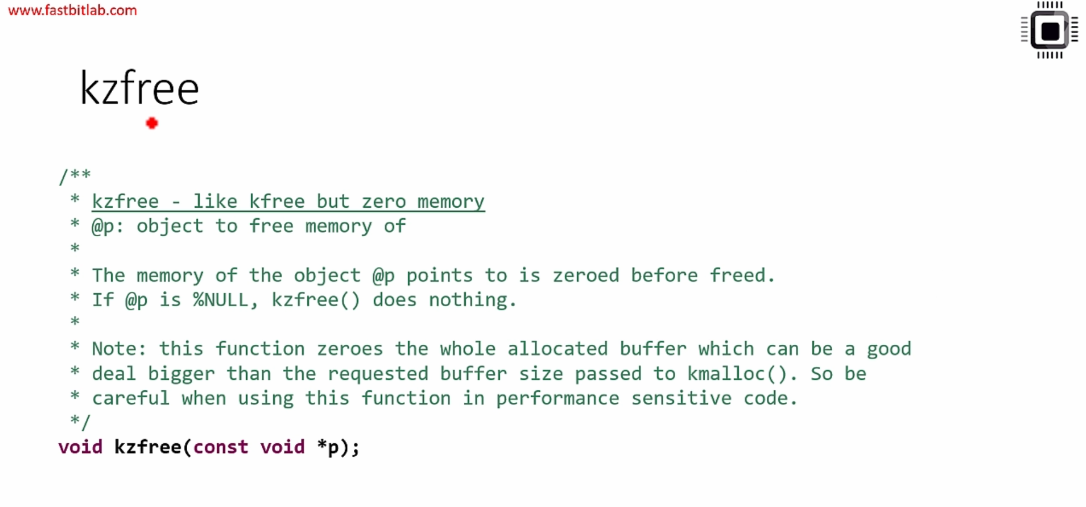 www.fastbitlab.com
kzfree
/**
* kzfree - like kfree but zero memory
* @p: object to free memory of
*
* The memory of the object @p points to is zeroed before freed.
* If @p is %NULL, kzfree() does nothing.
*
* Note: this function zeroes the whole allocated buffer which can be a good
* deal bigger than the requested buffer size passed to kmalloc(). So be
* careful when using this function in performance sensitive code.
*/
void kzfree(const void *p);